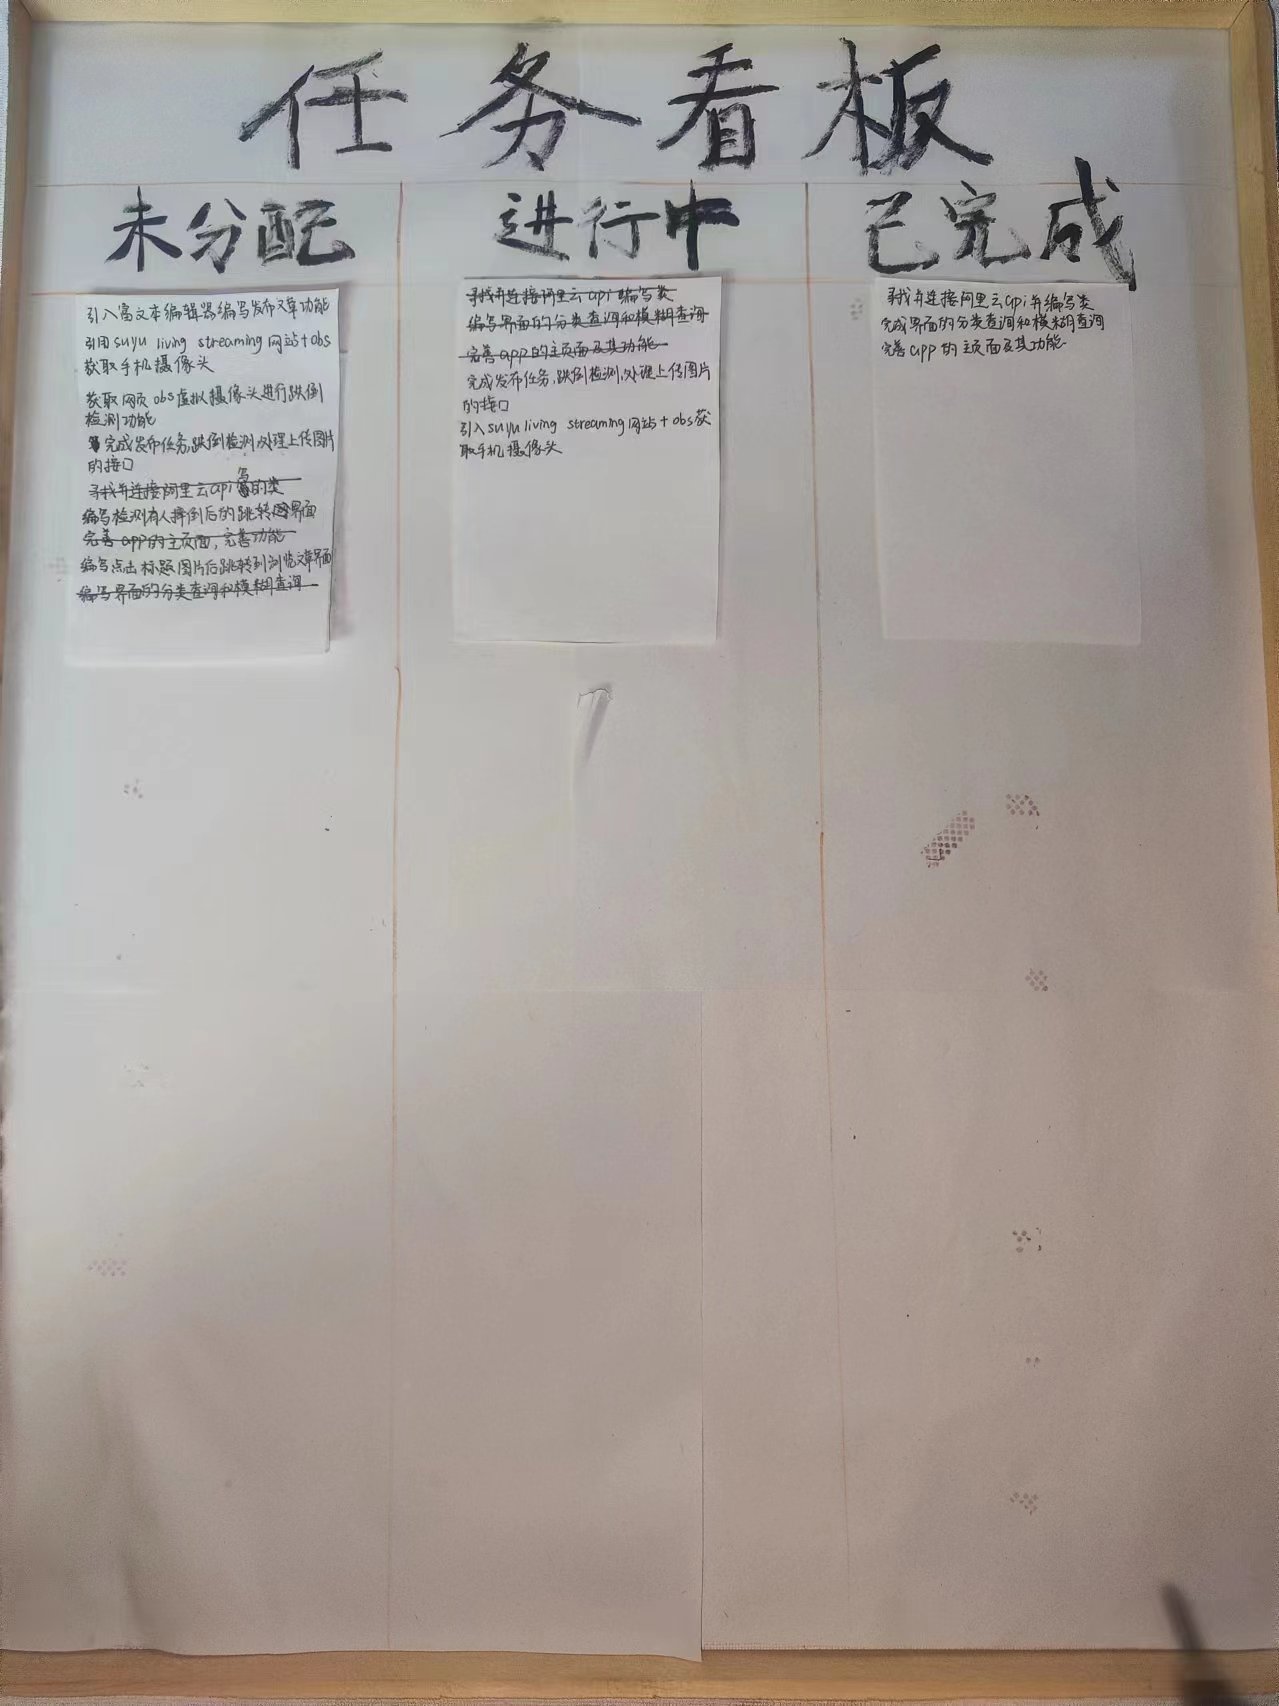 任务看板
未分配
进行中
已完成
引入富文本编辑器编写发布文章功能
引用suyu living streaming网站+obs
获取手机摄像头
获取网页obs虚拟摄像头进行跌倒
检测功能
完成发布任务,跌倒检测,处理上传图片
的接口
寻找并连接阿里云api写的类
编写检测有人摔倒后的跳转界面
完善app的主页面,完善功能
编写点击标题图片后跳转到浏览文章界面
编写界面的分类查询和模糊查询
寻找并连接阿里云api编写类
编写界面的分类查询和模糊查询
完善app的主页面及其功能
完成发布任务,跌倒检测,处理上传图片
的接口
引入suyu living streaming网站+obs获
取手机摄像头
寻找并连接阿里云api并编写类
完成界面的分类查询和模糊查询
完善app的主页面及其功能